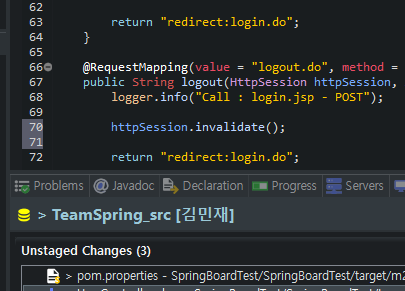 62
63 return "redirect:login.do";
64 }
65
66 @RequestMapping(value = "logout.do", method =
67 public String logout(HttpSession httpSession,
68 logger.info("Call : login.jsp - POST");
69
70 httpSession.invalidate();
71
72 return "redirect:login.do";
Problems @ Javadoc Declaration Progress Servers
> TeamSpring_src [김민재]
Unstaged Changes (3)
> pom.properties - SpringBoardTest/SpringBoardTest/target/m2